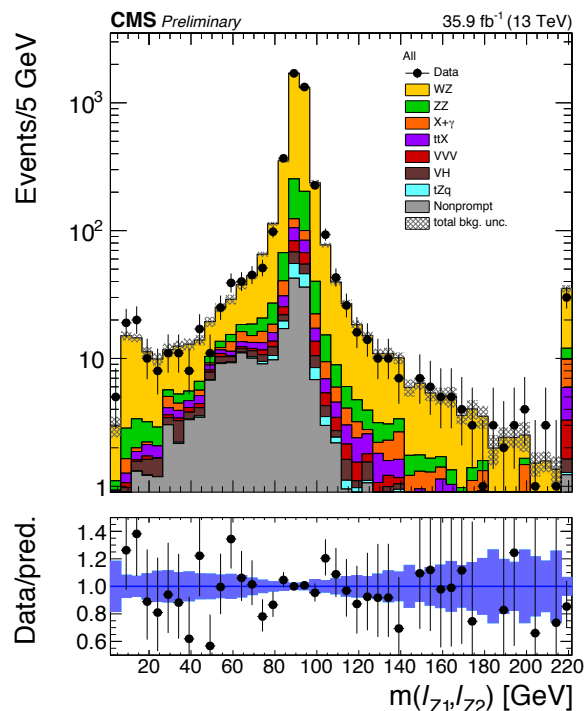 CMS Preliminary 35.9 fb⁻¹ (13 TeV)
Events/5 GeV
10³
10²
10
1
All
Data
WZ
ZZ
X+γ
ttX
VVV
VH
tZq
Nonprompt
total bkg. unc.
Data/pred.
1.4
1.2
1.0
0.8
0.6
20 40 60 80 100 120 140 160 180 200 220
m(l_Z1,l_Z2) [GeV]